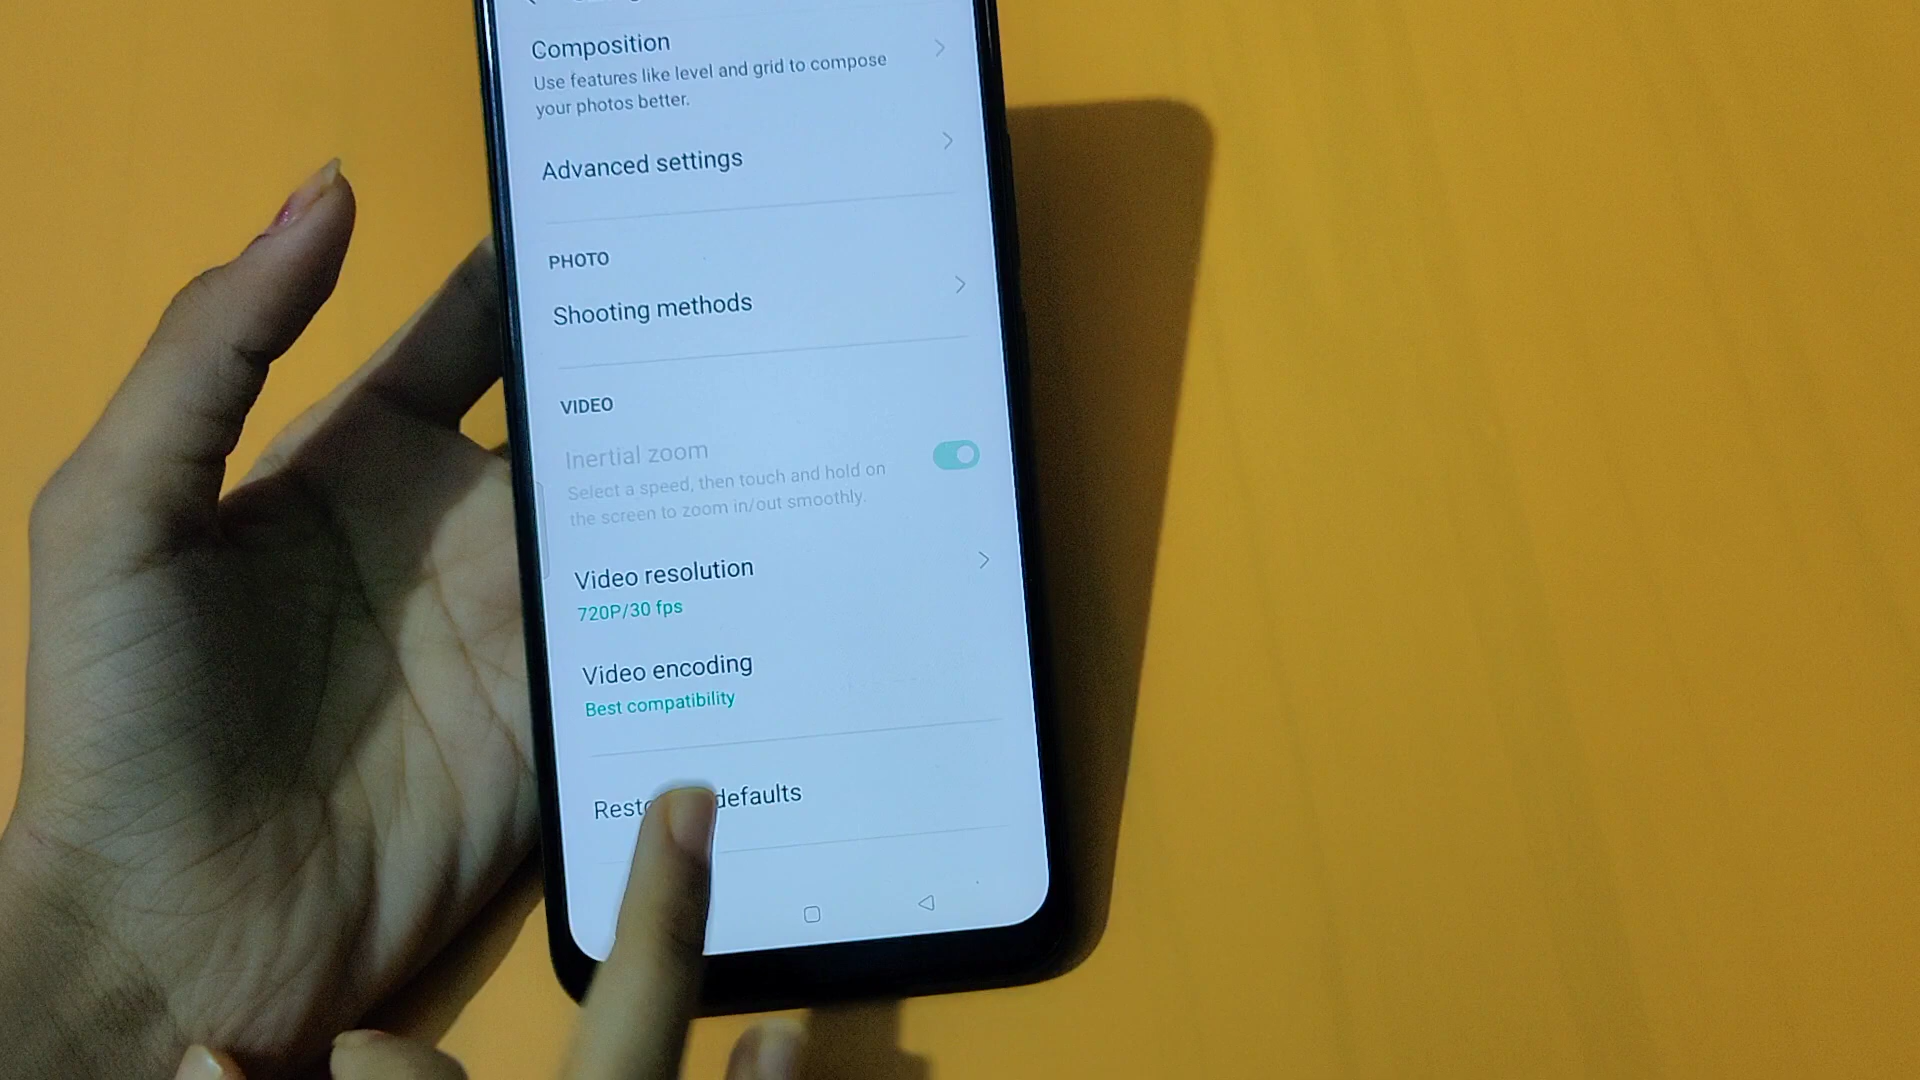 Composition
Use features like level and grid to compose
your photos better.
Advanced settings
PHOTO
Shooting methods
VIDEO
Inertial zoom
Select a speed, then touch and hold on
the screen to zoom in/out smoothly.
Video resolution
720P/30 fps
Video encoding
Best compatibility
defaults